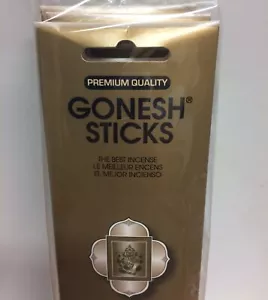 PREMIUM QUALITY
GONESH®
STICKS
THE BEST INCENSE
LE MEILLEUR ENCENS
EL MEJOR INCIENSO